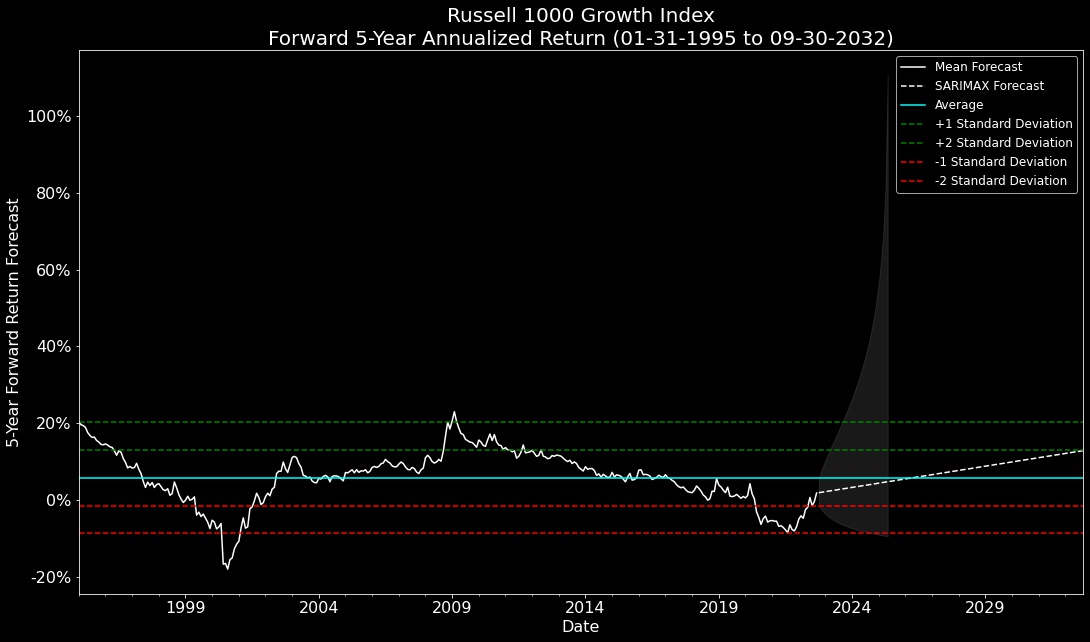 Russell 1000 Growth Index
Forward 5-Year Annualized Return (01-31-1995 to 09-30-2032)
Mean Forecast
SARIMAX Forecast
Average
+1 Standard Deviation
+2 Standard Deviation
-1 Standard Deviation
-2 Standard Deviation
5-Year Forward Return Forecast
100%
80%
60%
40%
20%
0%
-20%
1999
2004
2009
2014
2019
2024
2029
Date